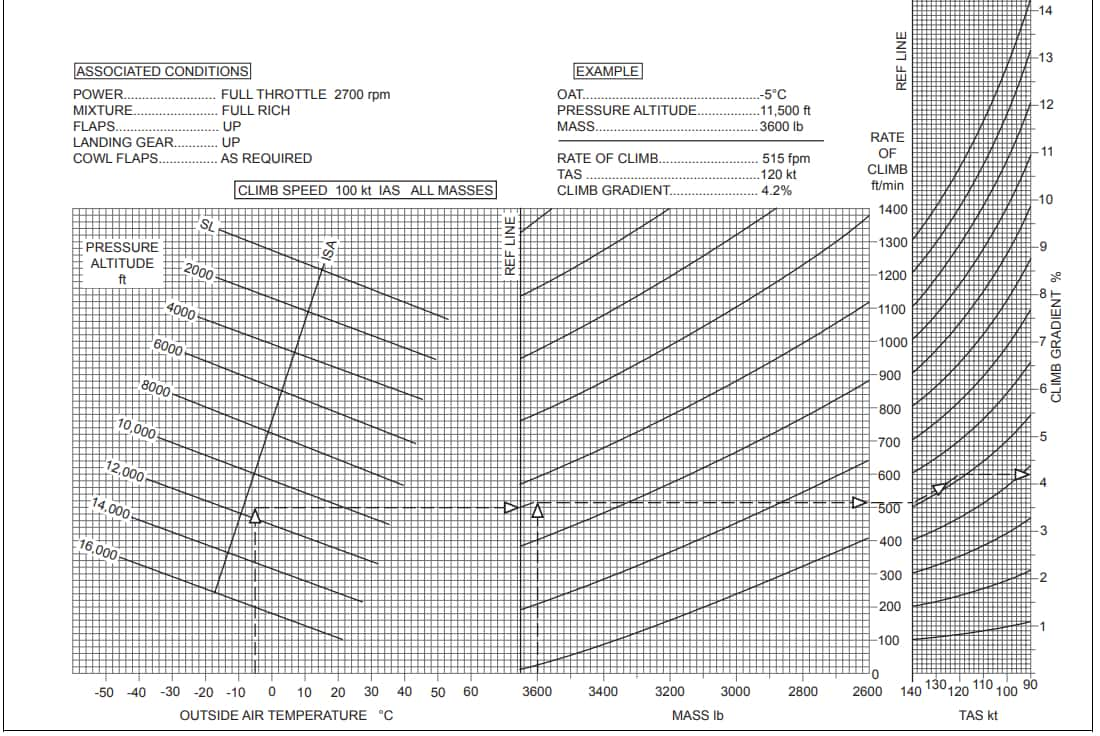 ASSOCIATED CONDITIONS
POWER.......................... FULL THROTTLE 2700 rpm
MIXTURE....................... FULL RICH
FLAPS............................ UP
LANDING GEAR........... UP
COWL FLAPS............... AS REQUIRED
EXAMPLE
OAT............................................-5°C
PRESSURE ALTITUDE...............11,500 ft
MASS.........................................3600 lb
RATE OF CLIMB......................... 515 fpm
TAS ............................................120 kt
CLIMB GRADIENT...................... 4.2%
CLIMB SPEED 100 kt IAS ALL MASSES
PRESSURE
ALTITUDE
ft
SL
2000
4000
6000
8000
10,000
12,000
14,000
16,000
ISA
REF LINE
REF LINE
RATE
OF
CLIMB
ft/min
1400
1300
1200
1100
1000
900
800
700
600
500
400
300
200
100
0
14
13
12
11
10
9
8
7
6
5
4
3
2
1
CLIMB GRADIENT %
-50 -40 -30 -20 -10 0 10 20 30 40 50 60
3600 3400 3200 3000 2800 2600
140 130 120 110 100 90
OUTSIDE AIR TEMPERATURE °C
MASS lb
TAS kt